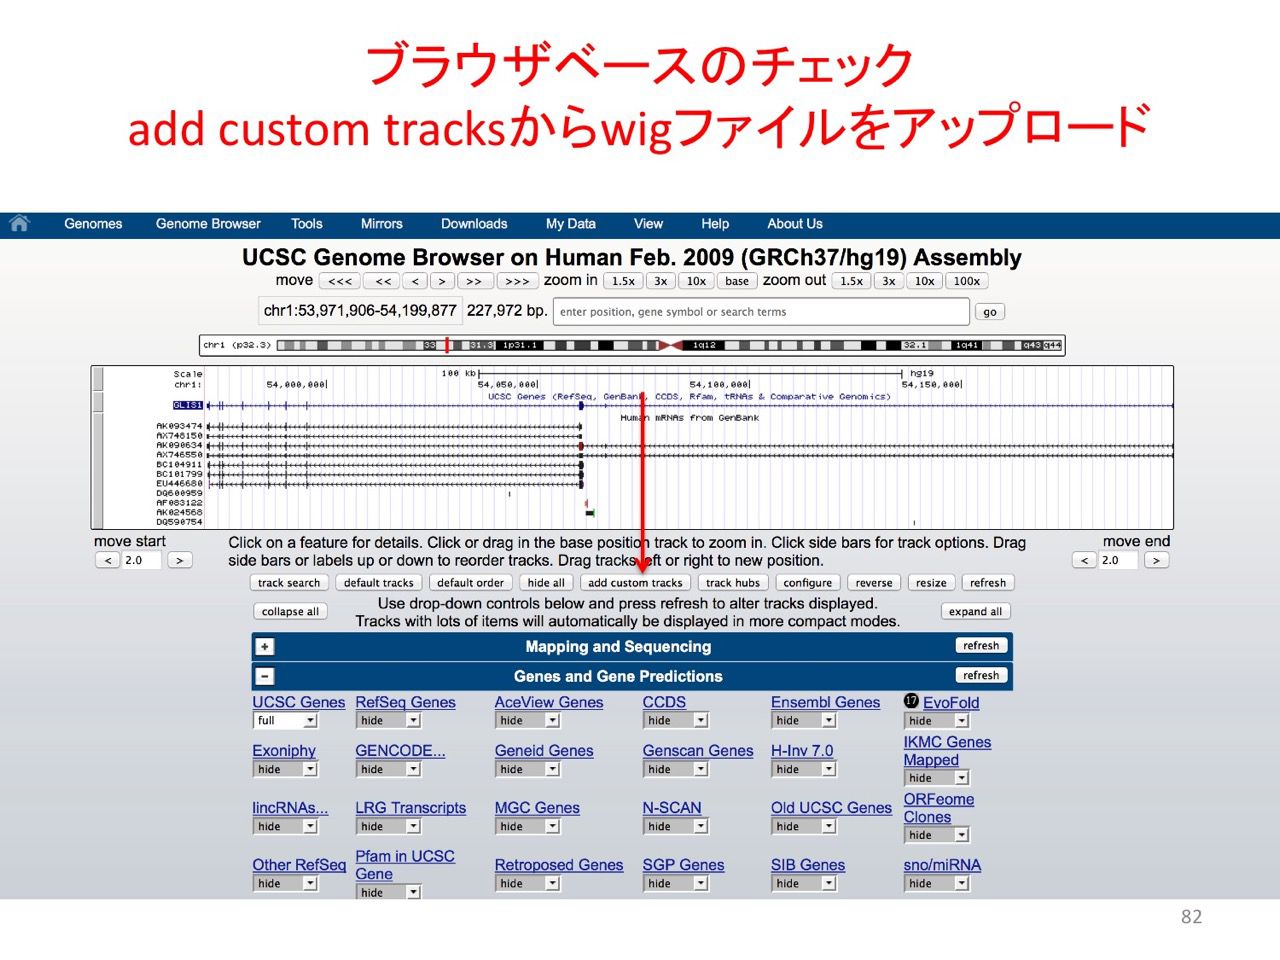 ブラウザベースのチェック
add custom tracksからwigファイルをアップロード
Genomes Genome Browser Tools Mirrors Downloads My Data View Help About Us
UCSC Genome Browser on Human Feb. 2009 (GRCh37/hg19) Assembly
move <<< << < > >> >>> zoom in 1.5x 3x 10x base zoom out 1.5x 3x 10x 100x
chr1:53,971,906-54,199,877 227,972 bp. enter position, gene symbol or search terms go
chr1 (p32.3) 33 31.3 1p31.1 1q12 32.1 1q41 q43 q44
Scale 100 kb hg19
chr1: 54,000,000 54,050,000 54,100,000 54,150,000
UCSC Genes (RefSeq, GenBank, CCDS, Rfam, tRNAs & Comparative Genomics)
GLIS1
Human mRNAs from GenBank
AK093474
AX748150
AK090634
AX746550
BC104911
BC101799
EU446680
DQ600959
AF083122
AK024568
DQ590754
move start Click on a feature for details. Click or drag in the base position track to zoom in. Click side bars for track options. Drag move end
< 2.0 > side bars or labels up or down to reorder tracks. Drag tracks left or right to new position. < 2.0 >
track search default tracks default order hide all add custom tracks track hubs configure reverse resize refresh
collapse all Use drop-down controls below and press refresh to alter tracks displayed. expand all
Tracks with lots of items will automatically be displayed in more compact modes.
+ Mapping and Sequencing refresh
- Genes and Gene Predictions refresh
UCSC Genes RefSeq Genes AceView Genes CCDS Ensembl Genes 17 EvoFold
full hide hide hide hide hide
Exoniphy GENCODE... Geneid Genes Genscan Genes H-Inv 7.0 IKMC Genes
Mapped
hide hide hide hide hide hide
lincRNAs... LRG Transcripts MGC Genes N-SCAN Old UCSC Genes ORFeome
Clones
hide hide hide hide hide hide
Other RefSeq Pfam in UCSC Retroposed Genes SGP Genes SIB Genes sno/miRNA
Gene
hide hide hide hide hide hide
82